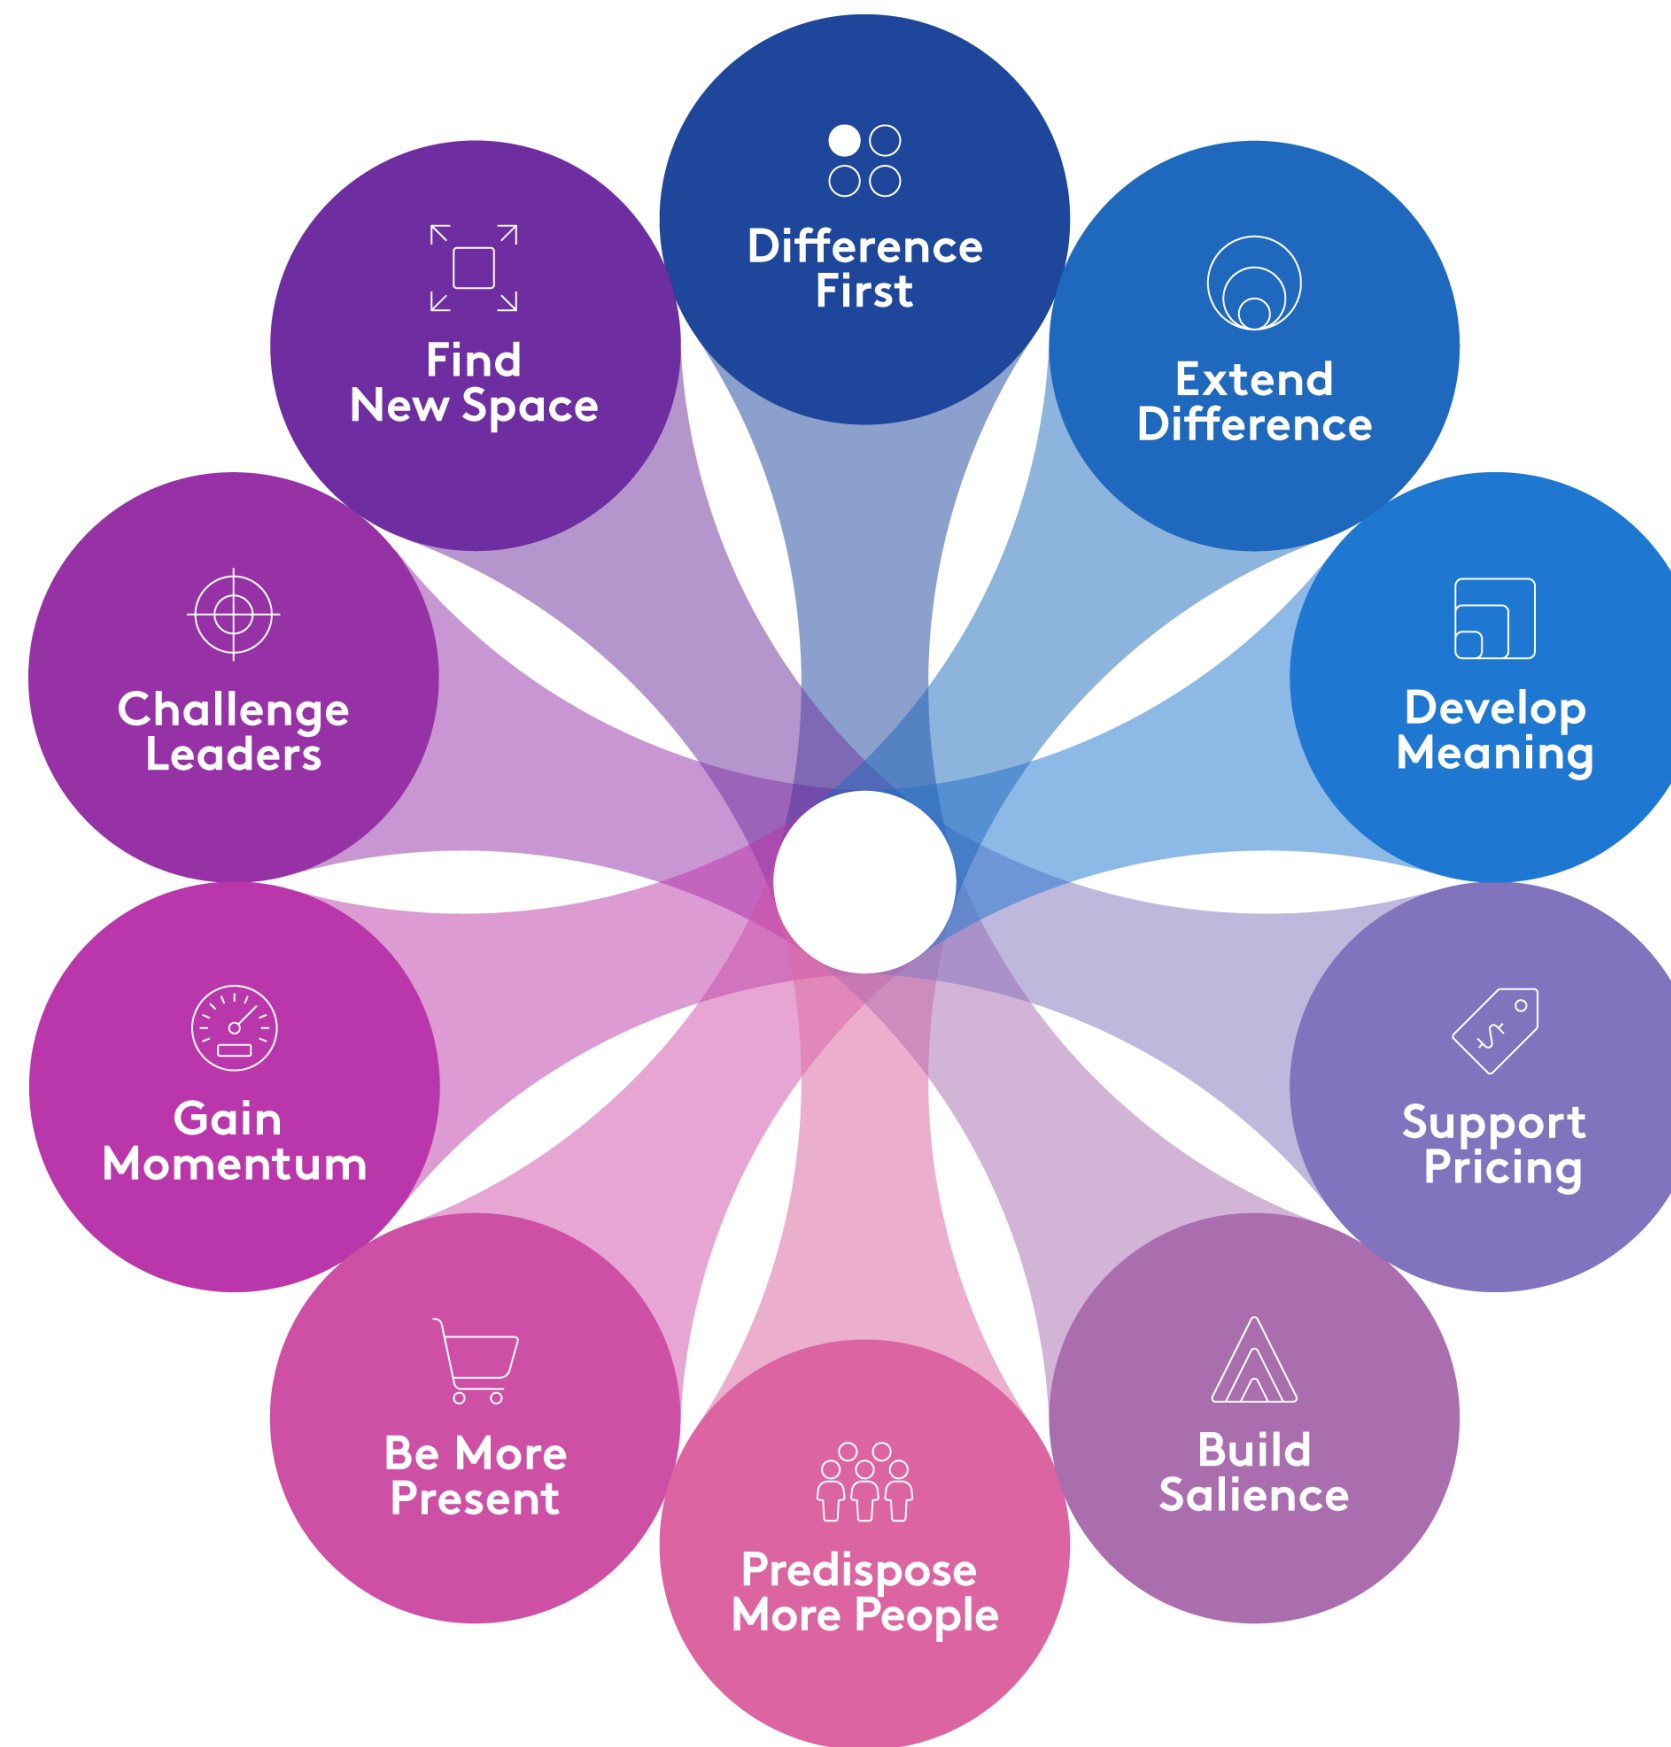 Difference
First
Extend
Difference
Develop
Meaning
Support
Pricing
Build
Salience
Predispose
More People
Be More
Present
Gain
Momentum
Challenge
Leaders
Find
New Space